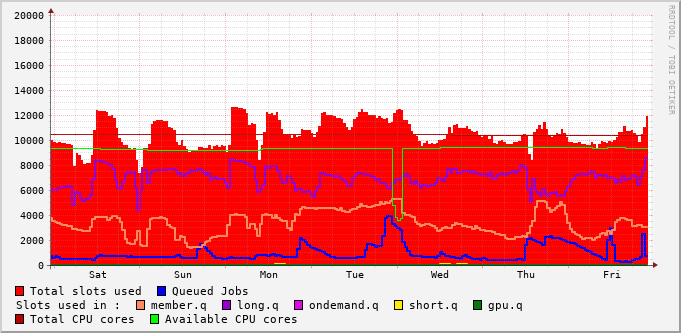 RRDTOOL / TOBI OETIKER
20000
18000
16000
14000
12000
10000
8000
6000
4000
2000
0
Sat Sun Mon Tue Wed Thu Fri
Total slots used Queued Jobs
Slots used in : member.q long.q ondemand.q short.q gpu.q
Total CPU cores Available CPU cores